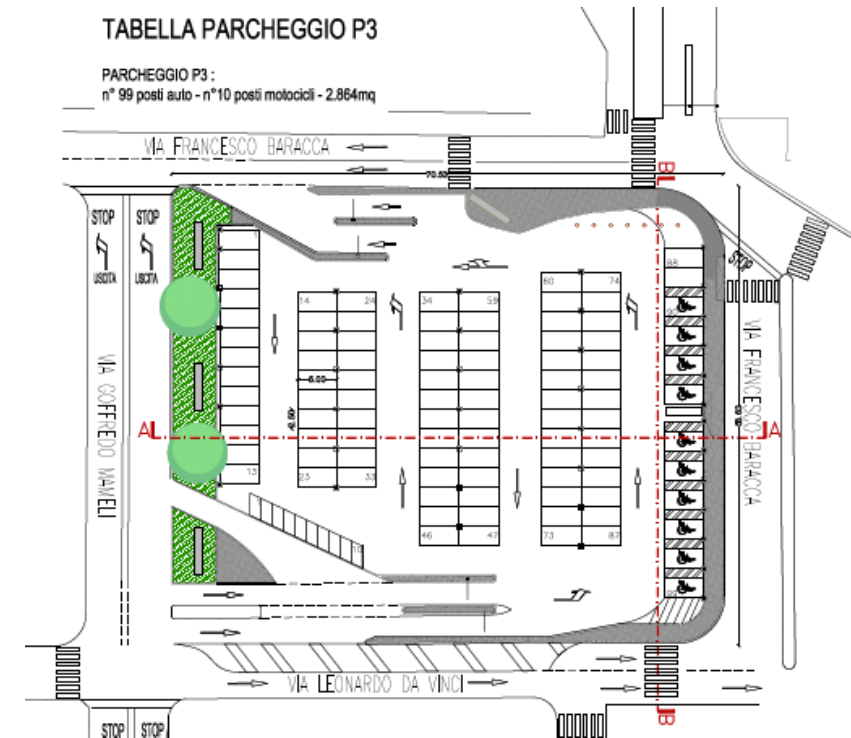 TABELLA PARCHEGGIO P3
PARCHEGGIO P3 :
n° 99 posti auto - n°10 posti motocicli - 2.864mq
VIA FRANCESCO BARACCA
70.53
B
STOP STOP
USCITA USCITA
STOP
88
60 74
14 24 34 59
6.00
VIA GOFFREDO MAMELI
VIA FRANCESCO BARACCA
A A
13 23 33
46 47 73 87
10
VIA LEONARDO DA VINCI
B
STOP STOP